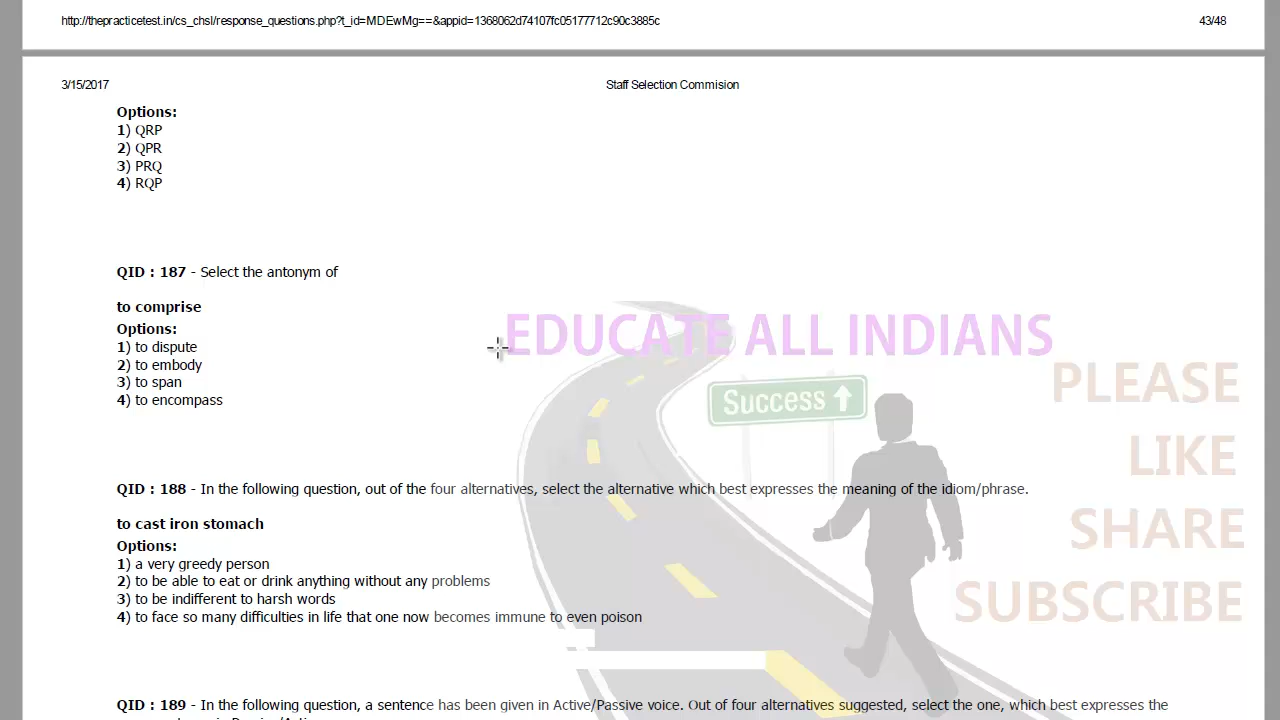 http://thepracticetest.in/cs_chsl/response_questions.php?t_id=MDEwMg==&appid=1368062d74107fc05177712c90c3885c 43/48
3/15/2017 Staff Selection Commision
Options:
1) QRP
2) QPR
3) PRQ
4) RQP
QID : 187 - Select the antonym of
to comprise
Options:
1) to dispute
2) to embody
3) to span
4) to encompass
EDUCATE ALL INDIANS
PLEASE
LIKE
SHARE
SUBSCRIBE
Success
QID : 188 - In the following question, out of the four alternatives, select the alternative which best expresses the meaning of the idiom/phrase.
to cast iron stomach
Options:
1) a very greedy person
2) to be able to eat or drink anything without any problems
3) to be indifferent to harsh words
4) to face so many difficulties in life that one now becomes immune to even poison
QID : 189 - In the following question, a sentence has been given in Active/Passive voice. Out of four alternatives suggested, select the one, which best expresses the